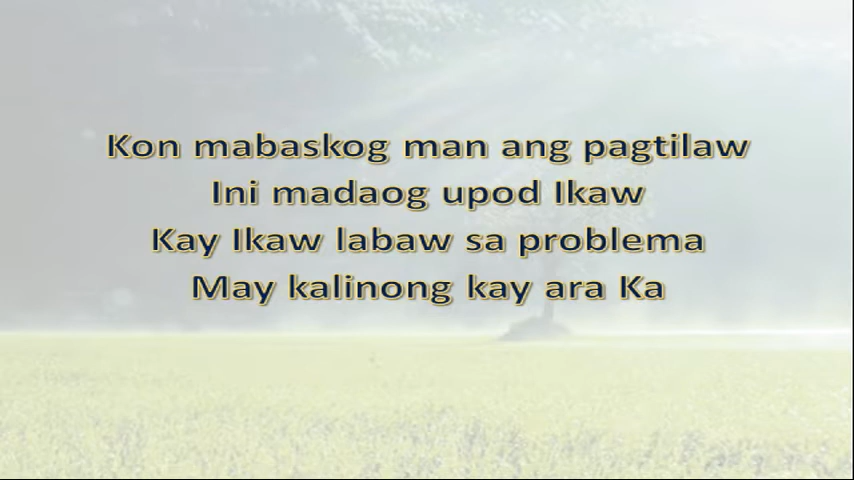 Kon mabaskog man ang pagtilaw
Ini madaog upod Ikaw
Kay Ikaw labaw sa problema
May kalinong kay ara Ka